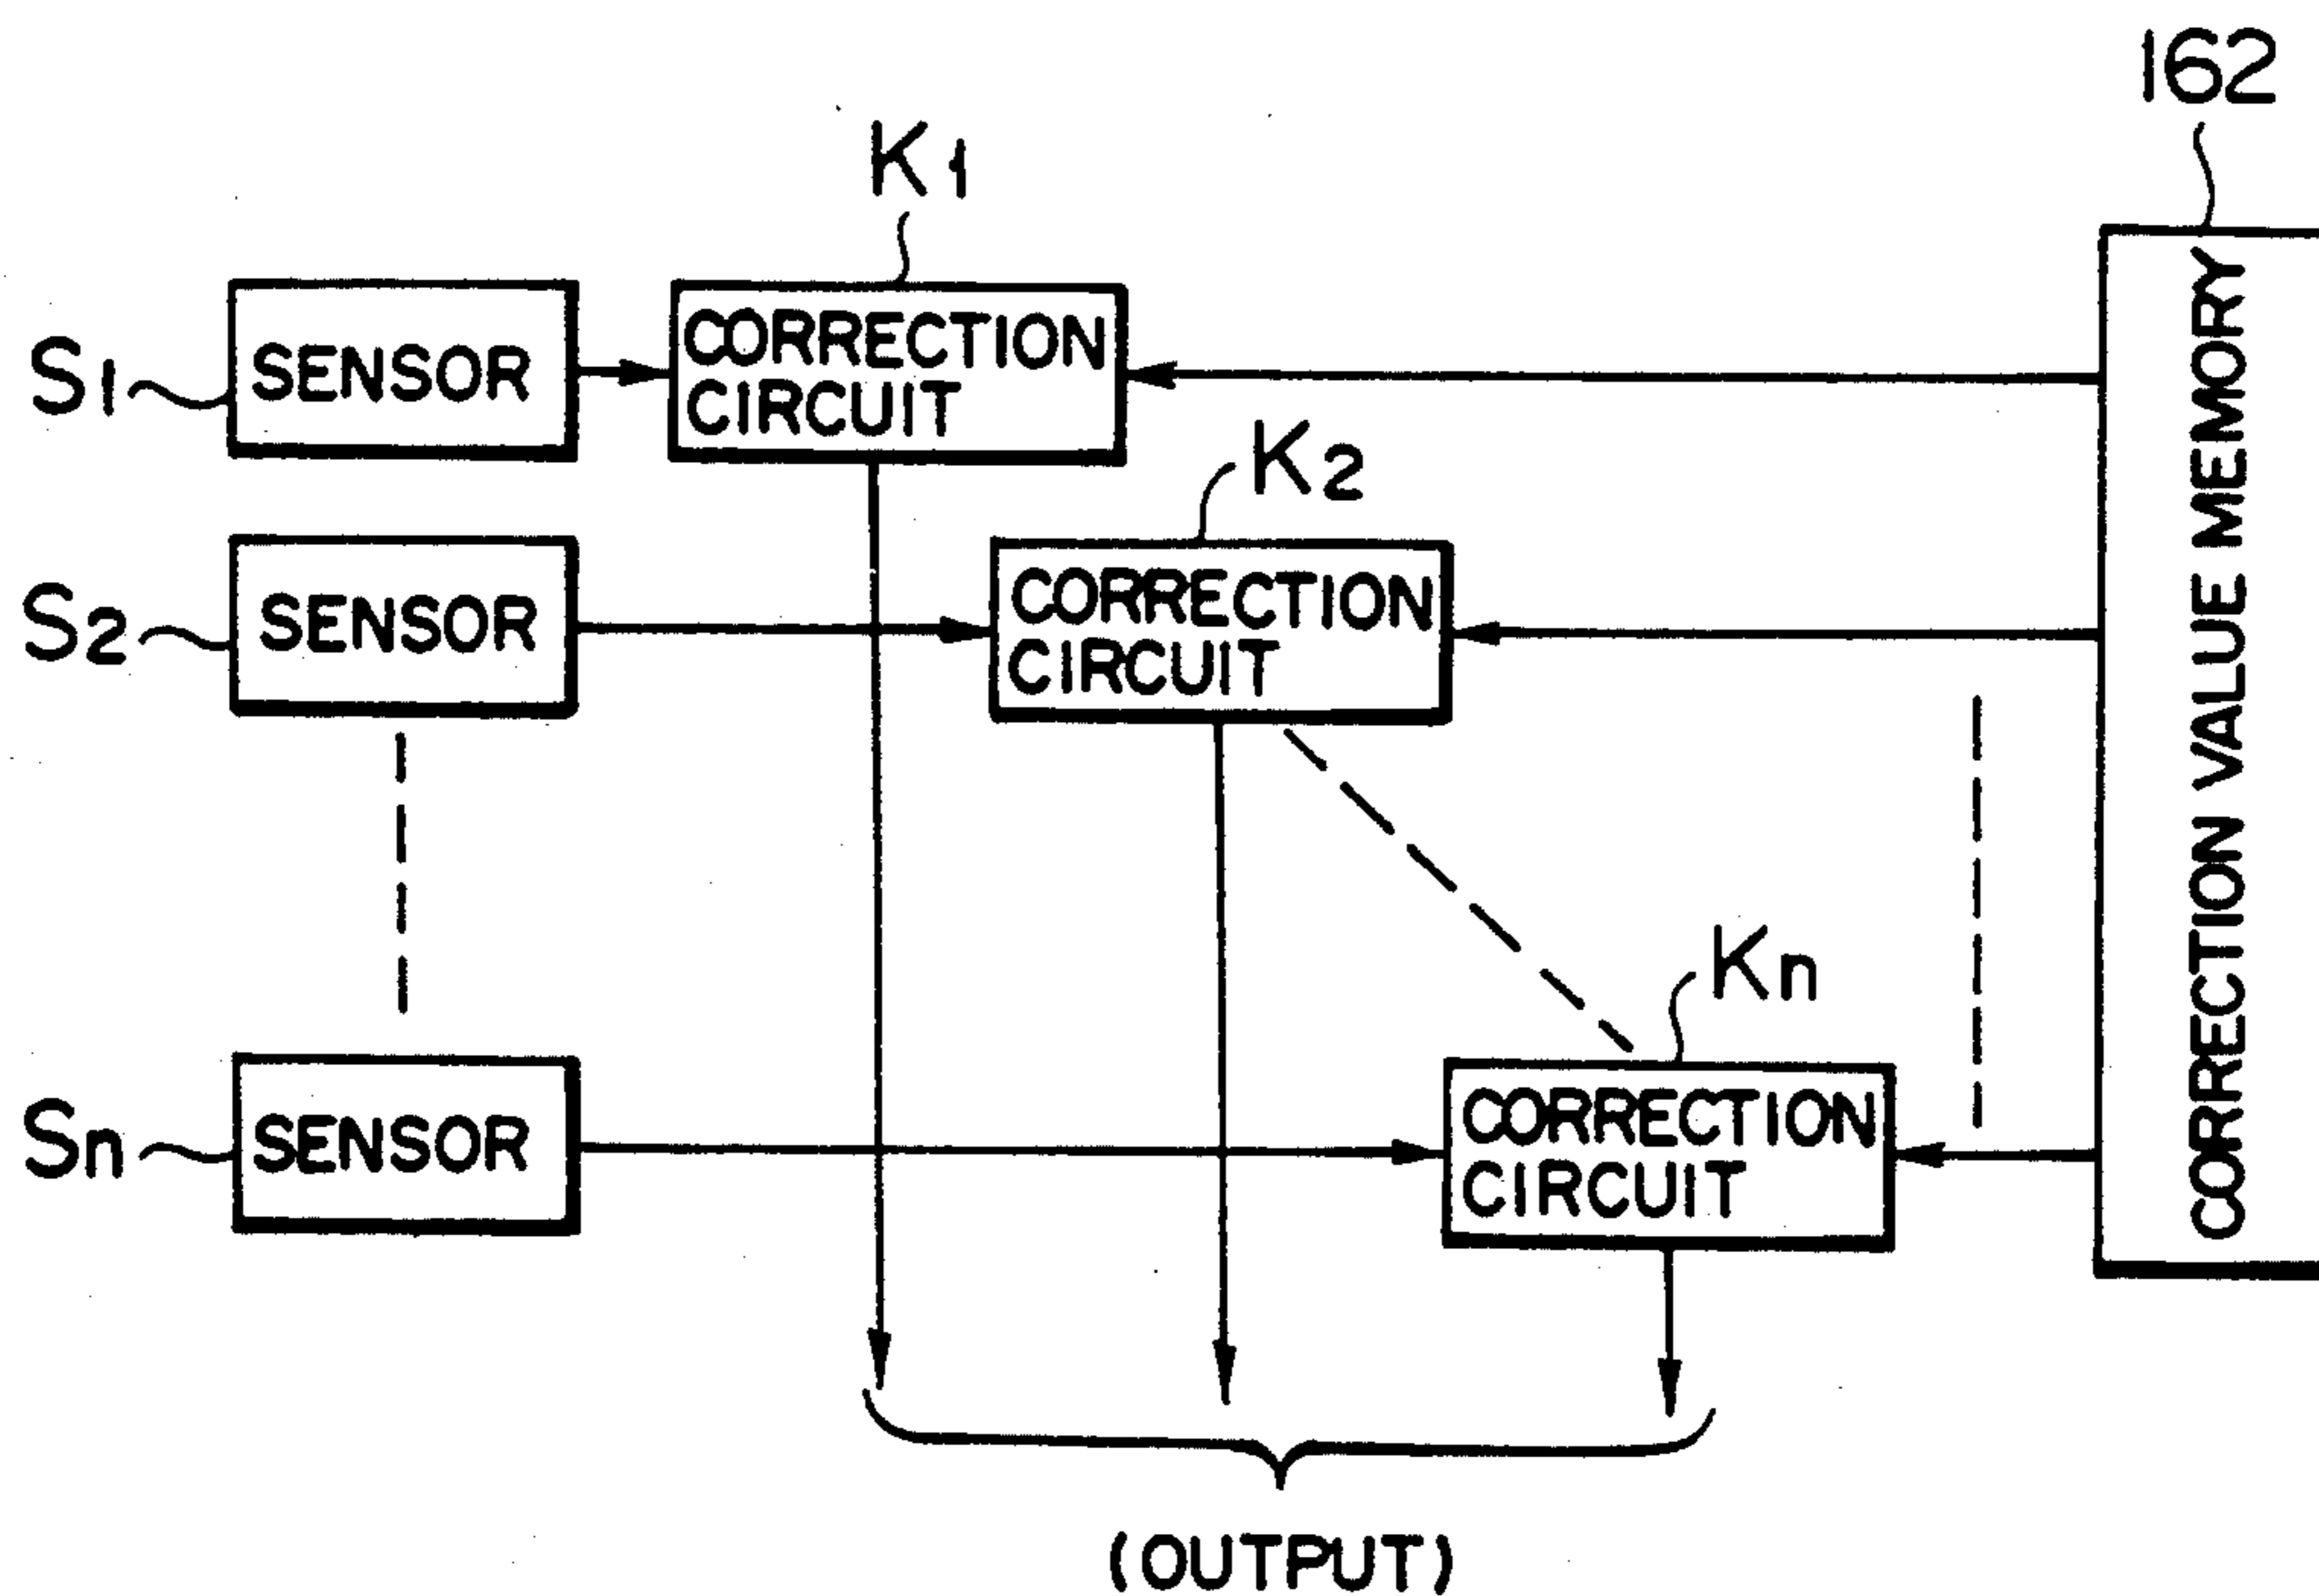 162
K1
S1
SENSOR
CORRECTION
CIRCUIT
K2
S2
SENSOR
CORRECTION
CIRCUIT
CORRECTION VALUE MEMORY
Kn
Sn
SENSOR
CORRECTION
CIRCUIT
(OUTPUT)